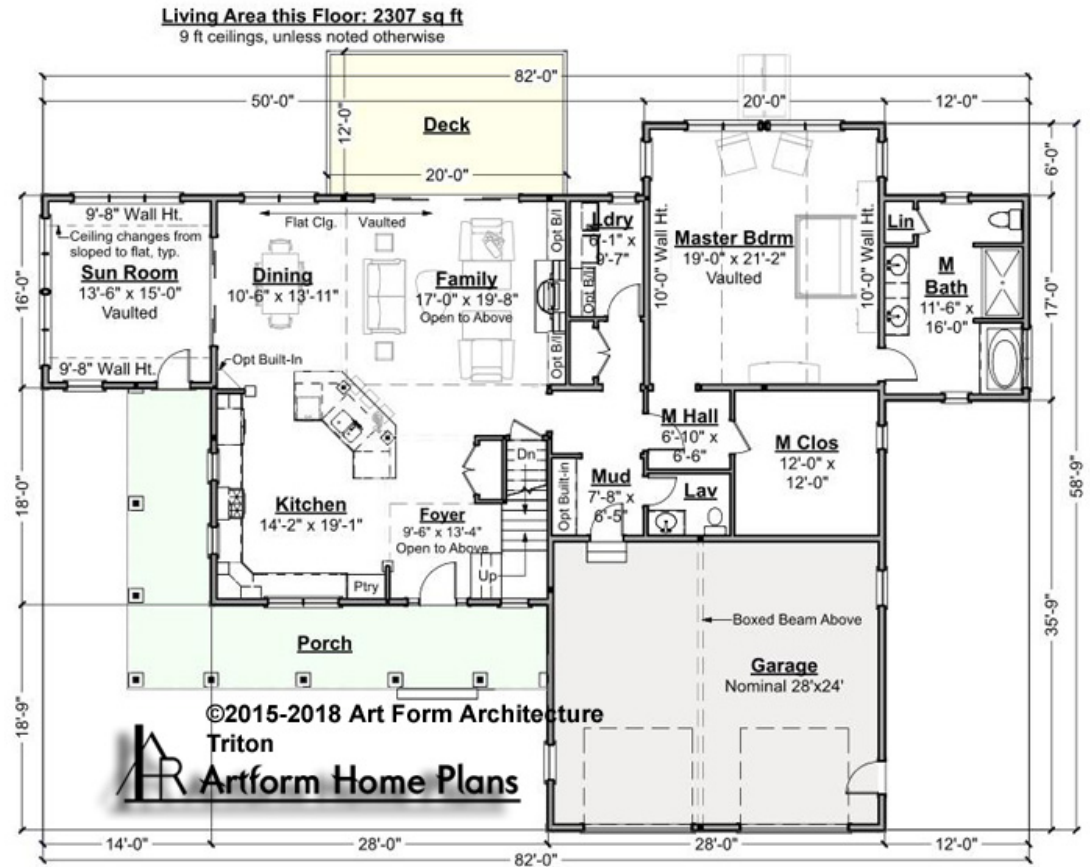 Living Area this Floor: 2307 sq ft
9 ft ceilings, unless noted otherwise
82'-0"
50'-0"
20'-0"
12'-0"
12'-0"
Deck
20'-0"
6'-0"
9'-8" Wall Ht.
Ceiling changes from
sloped to flat, typ.
Sun Room
13'-6" x 15'-0"
Vaulted
9'-8" Wall Ht.
16'-0"
Flat Clg.
Vaulted
Dining
10'-6" x 13'-11"
Family
17'-0" x 19'-8"
Open to Above
Opt B/I
Opt B/I
Opt B/I
Ldry
9'-7"
10'-0" Wall Ht.
Master Bdrm
19'-0" x 21'-2"
Vaulted
10'-0" Wall Ht.
Lin
M
Bath
11'-6" x
16'-0"
17'-0"
58'-9"
Opt Built-In
M Hall
6'-10" x
6'-6"
M Clos
12'-0" x
12'-0"
Dn
Mud
7'-8" x
6'-5"
Opt Built-in
Lav
18'-0"
Kitchen
14'-2" x 19'-1"
Foyer
9'-6" x 13'-4"
Open to Above
Up
Ptry
Boxed Beam Above
35'-9"
Porch
Garage
Nominal 28'x24'
18'-9"
©2015-2018 Art Form Architecture
Triton
Artform Home Plans
14'-0"
28'-0"
28'-0"
12'-0"
82'-0"